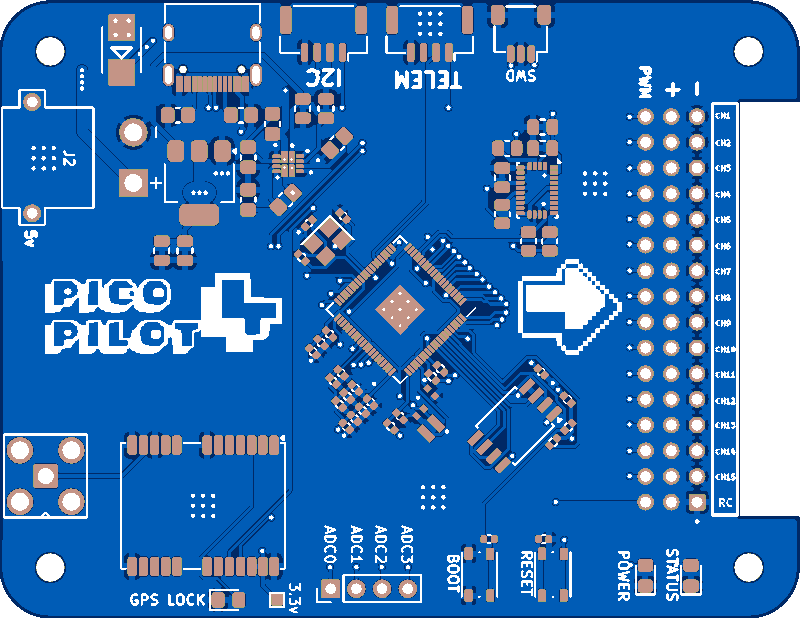 I2C
TELEM
SWD
PWM
+
-
J2
-
+
5v
CH1
CH2
CH3
CH4
CH5
CH6
CH7
CH8
CH9
CH10
CH11
CH12
CH13
CH14
CH15
RC
PICO
PILOT
ADC0
ADC1
ADC2
ADC3
BOOT
RESET
POWER
STATUS
GPS LOCK
3.3v